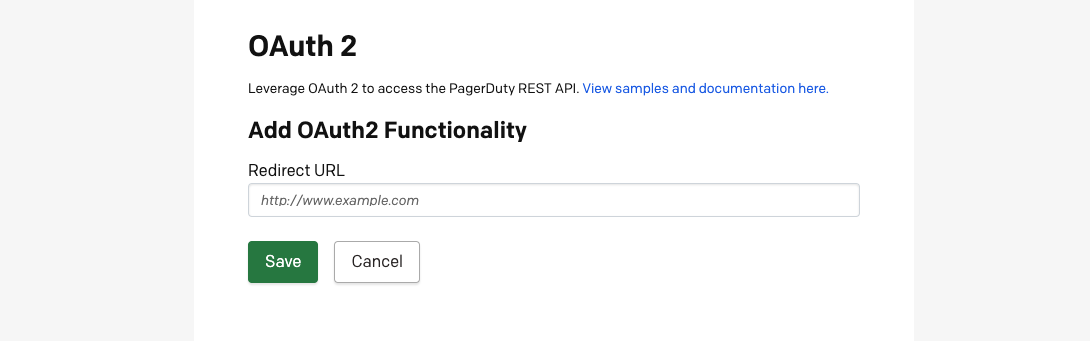 OAuth 2
Leverage OAuth 2 to access the PagerDuty REST API. View samples and documentation here.
Add OAuth2 Functionality
Redirect URL
http://www.example.com
Save Cancel